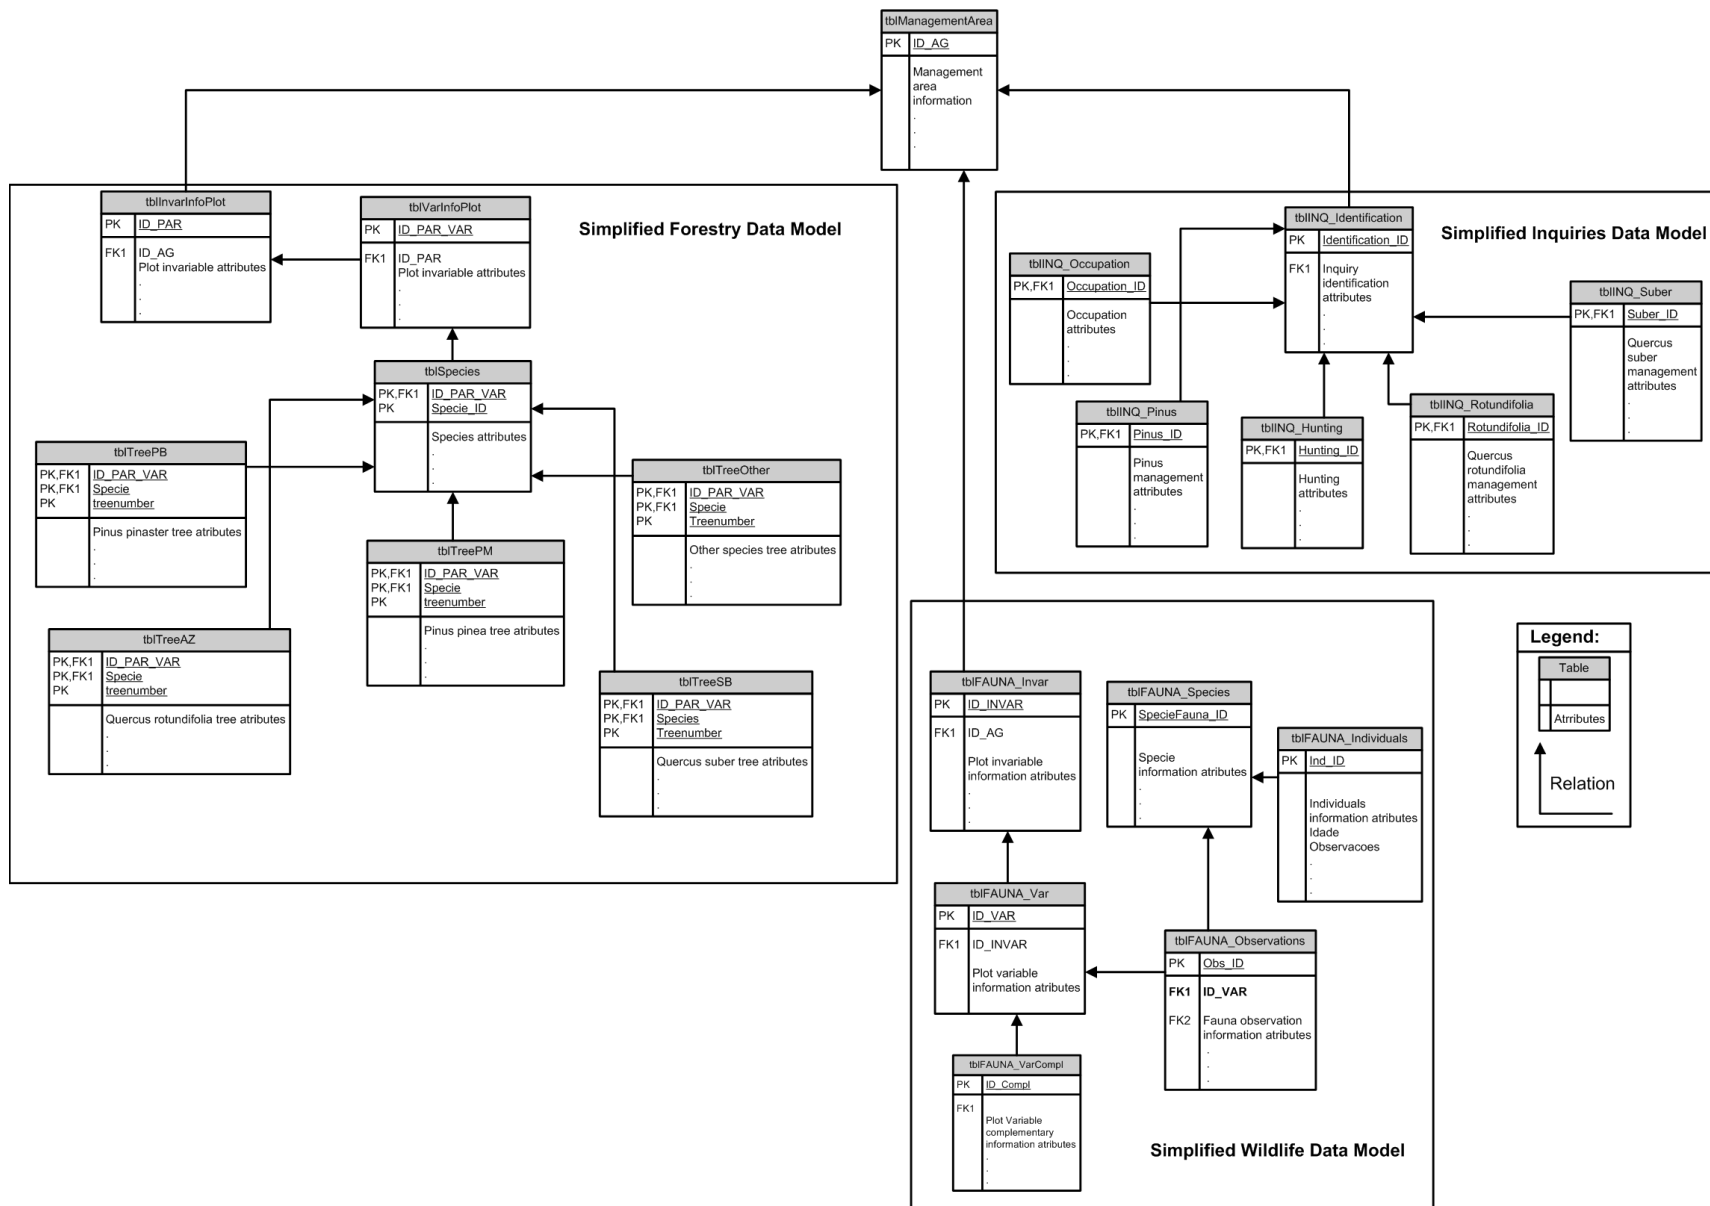 tblManagementArea
PK ID_AG
Management
area
information
.
.
.
Simplified Forestry Data Model
tblInvarInfoPlot
PK ID_PAR
FK1 ID_AG
Plot invariable attributes
.
.
.
tblVarInfoPlot
PK ID_PAR_VAR
FK1 ID_PAR
Plot invariable attributes
.
.
.
tblSpecies
PK,FK1 ID_PAR_VAR
PK Specie_ID
Species attributes
.
.
.
tblTreePB
PK,FK1 ID_PAR_VAR
PK,FK1 Specie
PK treenumber
Pinus pinaster tree atributes
.
.
.
tblTreeOther
PK,FK1 ID_PAR_VAR
PK,FK1 Specie
PK Treenumber
Other species tree atributes
.
.
.
tblTreePM
PK,FK1 ID_PAR_VAR
PK,FK1 Specie
PK treenumber
Pinus pinea tree atributes
.
.
.
tblTreeAZ
PK,FK1 ID_PAR_VAR
PK,FK1 Specie
PK treenumber
Quercus rotundifolia tree atributes
.
.
.
tblTreeSB
PK,FK1 ID_PAR_VAR
PK,FK1 Species
PK Treenumber
Quercus suber tree atributes
.
.
.
Simplified Inquiries Data Model
tblINQ_Identification
PK Identification_ID
FK1 Inquiry
identification
attributes
.
.
.
tblINQ_Occupation
PK,FK1 Occupation_ID
Occupation
attributes
.
.
.
tblINQ_Suber
PK,FK1 Suber_ID
Quercus
suber
management
attributes
.
.
.
tblINQ_Pinus
PK,FK1 Pinus_ID
Pinus
management
attributes
.
.
.
tblINQ_Hunting
PK,FK1 Hunting_ID
Hunting
attributes
.
.
.
tblINQ_Rotundifolia
PK,FK1 Rotundifolia_ID
Quercus
rotundifolia
management
attributes
.
.
.
tblFAUNA_Invar
PK ID_INVAR
FK1 ID_AG
Plot invariable
information atributes
.
.
.
tblFAUNA_Species
PK SpecieFauna_ID
Specie
information atributes
.
.
.
tblFAUNA_Individuals
PK Ind_ID
Individuals
information atributes
Idade
Observacoes
.
.
.
tblFAUNA_Var
PK ID_VAR
FK1 ID_INVAR
Plot variable
information atributes
tblFAUNA_Observations
PK Obs_ID
FK1 ID_VAR
FK2 Fauna observation
information atributes
.
.
.
tblFAUNA_VarCompl
PK ID_Compl
FK1
Plot Variable
complementary
information atributes
.
.
.
Simplified Wildlife Data Model
Legend:
Table
Atrributes
Relation